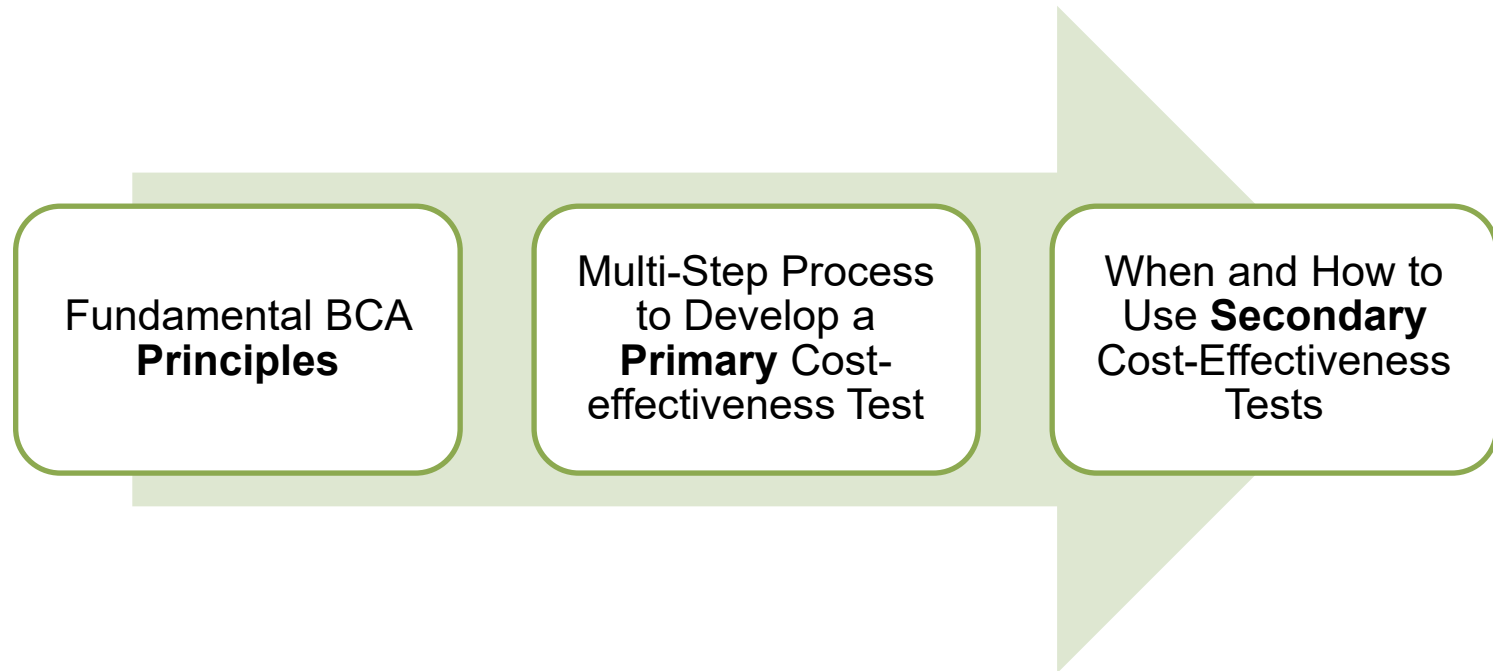 Fundamental BCA
Principles
Multi-Step Process
to Develop a
Primary Cost-
effectiveness Test
When and How to
Use Secondary
Cost-Effectiveness
Tests